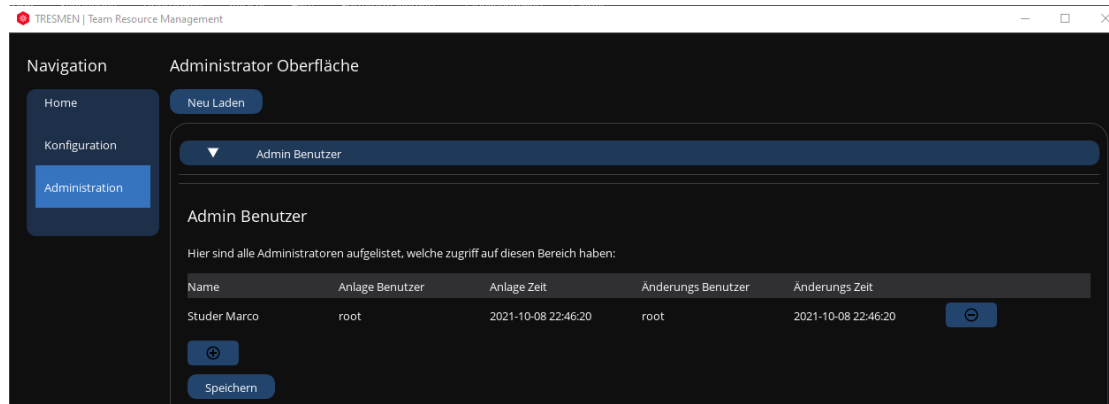 TRESMEN | Team Resource Management
Navigation
Home
Konfiguration
Administration
Administrator Oberfläche
Neu Laden
Admin Benutzer
Admin Benutzer
Hier sind alle Administratoren aufgelistet, welche zugriff auf diesen Bereich haben:
Name Anlage Benutzer Anlage Zeit Änderungs Benutzer Änderungs Zeit
Studer Marco root 2021-10-08 22:46:20 root 2021-10-08 22:46:20
Speichern